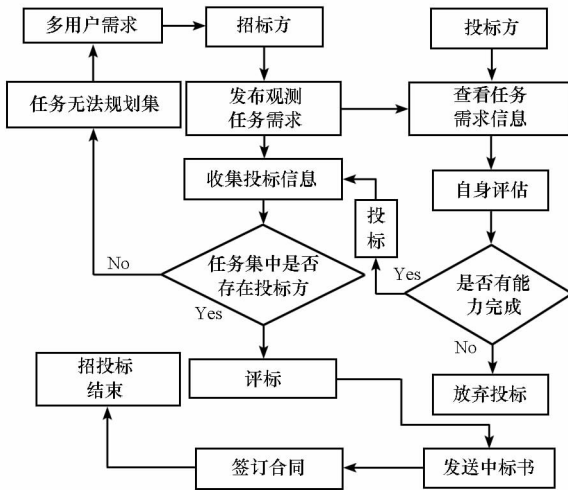 多用户需求
招标方
投标方
任务无法规划集
发布观测
任务需求
查看任务
需求信息
收集投标信息
投
标
自身评估
No
任务集中是否
存在投标方
Yes
是否有能
力完成
Yes
No
招投标
结束
评标
放弃投标
签订合同
发送中标书